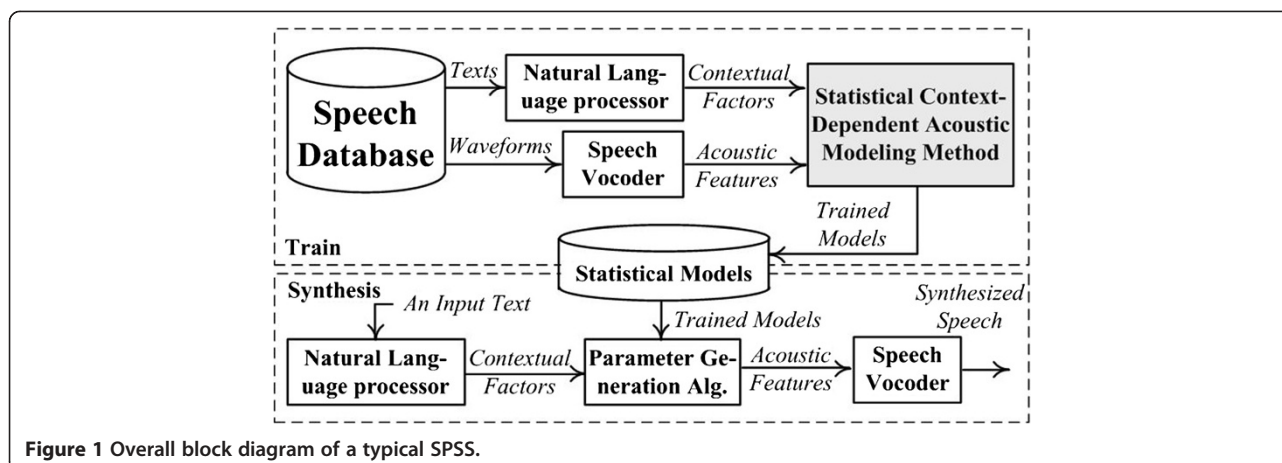 Speech
Database
Texts
Natural Lang-
uage processor
Contextual
Factors
Waveforms
Speech
Vocoder
Acoustic
Features
Statistical Context-
Dependent Acoustic
Modeling Method
Trained
Models
Train
Statistical Models
Synthesis
An Input Text
Natural Lang-
uage processor
Contextual
Factors
Trained Models
Parameter Ge-
neration Alg.
Acoustic
Features
Speech
Vocoder
Synthesized
Speech
Figure 1 Overall block diagram of a typical SPSS.